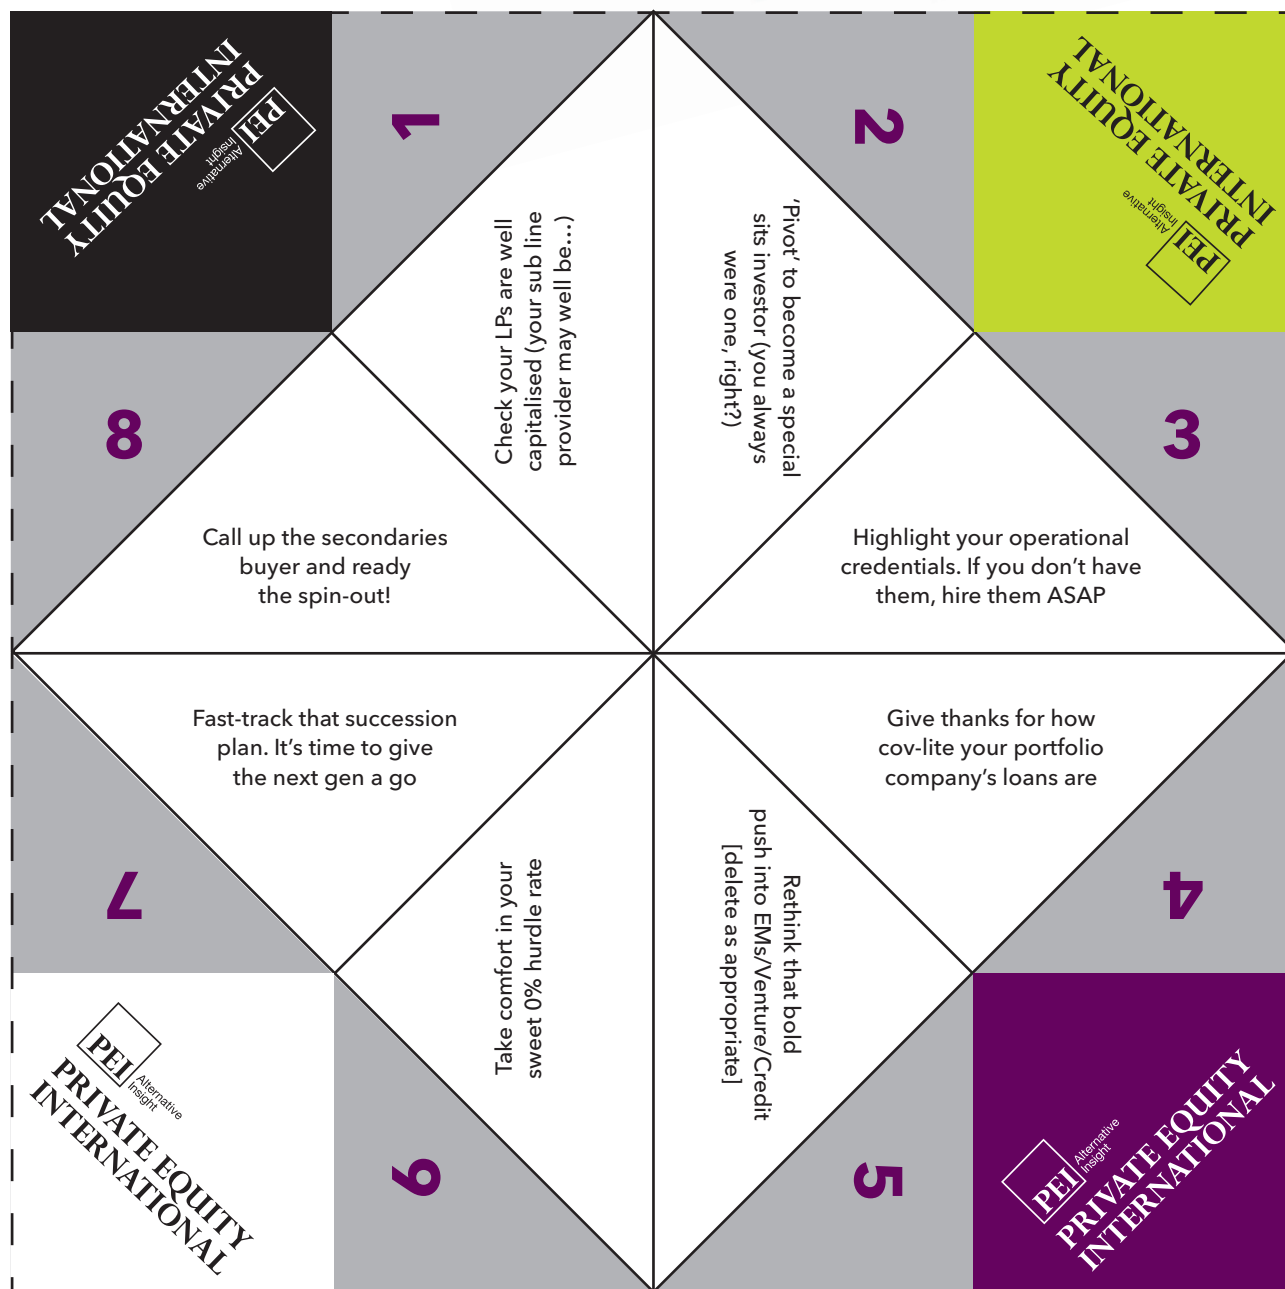 PEI
Alternative
Insight
PRIVATE EQUITY
INTERNATIONAL
1
Check your LPs are well
capitalised (your sub line
provider may well be...)
2
‘Pivot’ to become a special
sits investor (you always
were one, right?)
PEI
Alternative
Insight
PRIVATE EQUITY
INTERNATIONAL
3
Highlight your operational
credentials. If you don’t have
them, hire them ASAP
4
Give thanks for how
cov-lite your portfolio
company’s loans are
PEI
Alternative
Insight
PRIVATE EQUITY
INTERNATIONAL
5
Rethink that bold
push into EMs/Venture/Credit
[delete as appropriate]
6
Take comfort in your
sweet 0% hurdle rate
PEI
Alternative
Insight
PRIVATE EQUITY
INTERNATIONAL
7
Fast-track that succession
plan. It’s time to give
the next gen a go
8
Call up the secondaries
buyer and ready
the spin-out!